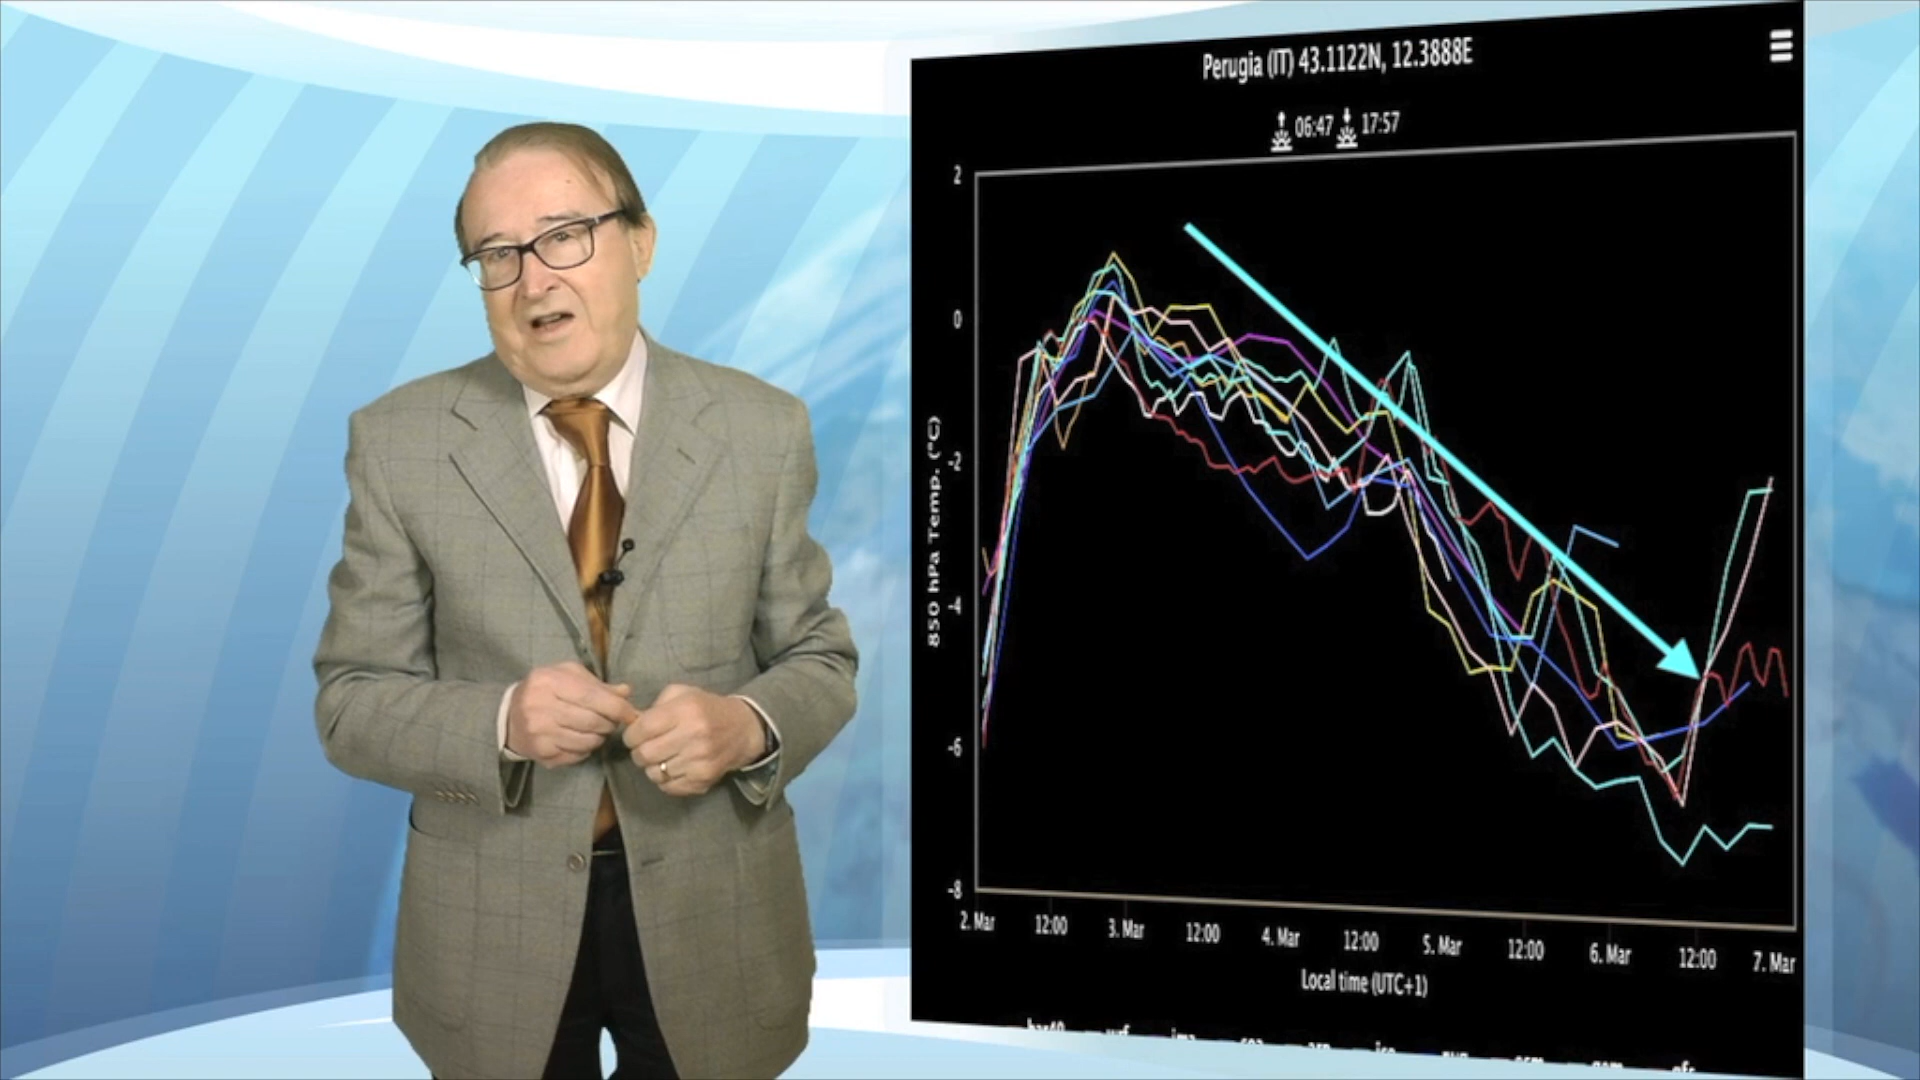 Perugia (IT) 43.1122N, 12.3888E
06:47 17:57
2
0
-2
-4
-6
-8
850 hPa Temp. (°C)
2. Mar 12:00 3. Mar 12:00 4. Mar 12:00 5. Mar 12:00 6. Mar 12:00 7. Mar
Local time (UTC+1)